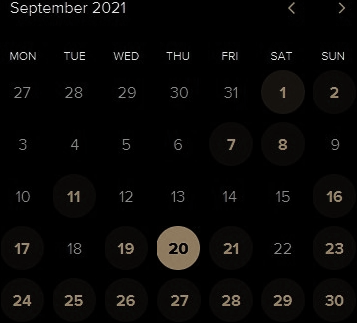 September 2021
MON TUE WED THU FRI SAT SUN
27 28 29 30 31 1 2
3 4 5 6 7 8 9
10 11 12 13 14 15 16
17 18 19 20 21 22 23
24 25 26 27 28 29 30